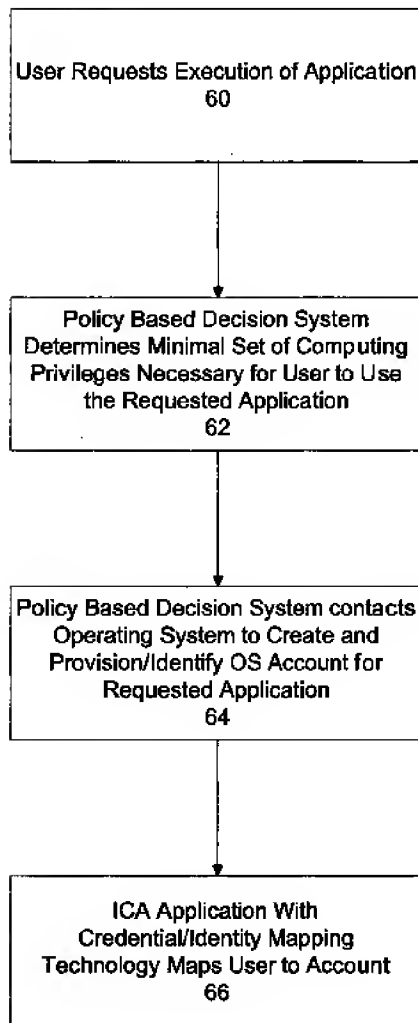 User Requests Execution of Application
60
Policy Based Decision System
Determines Minimal Set of Computing
Privileges Necessary for User to Use
the Requested Application
62
Policy Based Decision System contacts
Operating System to Create and
Provision/Identify OS Account for
Requested Application
64
ICA Application With
Credential/Identity Mapping
Technology Maps User to Account
66